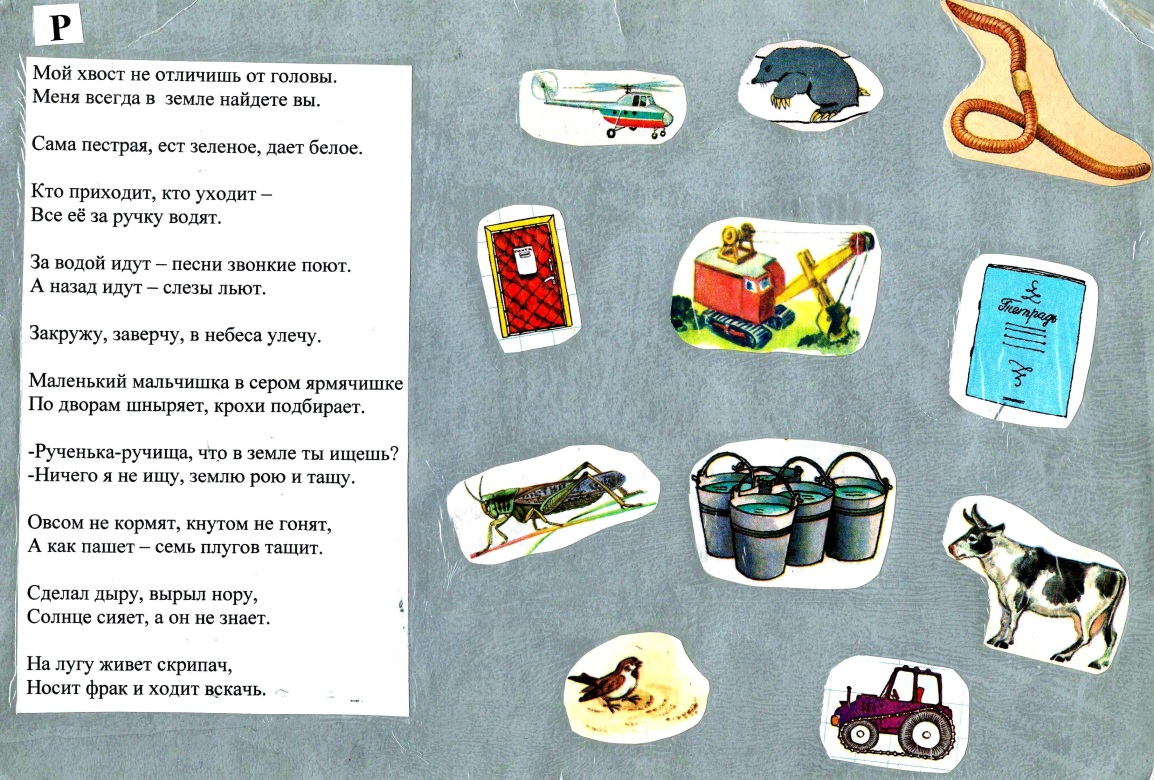 Р
Мой хвост не отличишь от головы.
Меня всегда в земле найдете вы.
Сама пестрая, ест зеленое, дает белое.
Кто приходит, кто уходит –
Все её за ручку водят.
За водой идут – песни звонкие поют.
А назад идут – слезы льют.
Закружу, заверчу, в небеса улечу.
Маленький мальчишка в сером ярмячишке
По дворам шныряет, крохи подбирает.
-Рученька-ручища, что в земле ты ищешь?
-Ничего я не ищу, землю рою и тащу.
Овсом не кормят, кнутом не гонят,
А как пашет – семь плугов тащит.
Сделал дыру, вырыл нору,
Солнце сияет, а он не знает.
На лугу живет скрипач,
Носит фрак и ходит вскачь.
Тетрадь